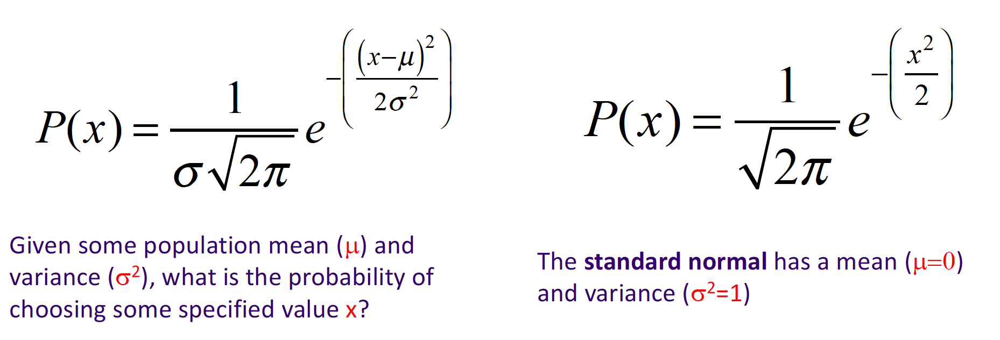 P(x) = \frac{1}{\sigma\sqrt{2\pi}} e^{-\left(\frac{(x-\mu)^2}{2\sigma^2}\right)}
Given some population mean (μ) and
variance (σ²), what is the probability of
choosing some specified value x?
P(x) = \frac{1}{\sqrt{2\pi}} e^{-\left(\frac{x^2}{2}\right)}
The standard normal has a mean (μ=0)
and variance (σ²=1)